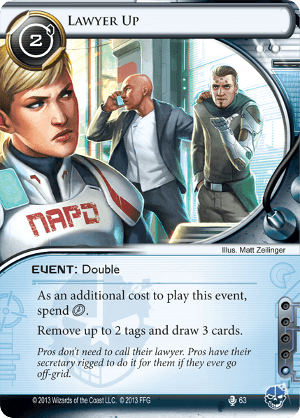 2
LAWYER UP
NAPD
Illus. Matt Zeilinger
EVENT: Double
As an additional cost to play this event,
spend .
Remove up to 2 tags and draw 3 cards.
Pros don't need to call their lawyer. Pros have their
secretary rigged to do it for them if they ever go
off-grid.
© 2013 Wizards of the Coast LLC. © 2013 FFG
63